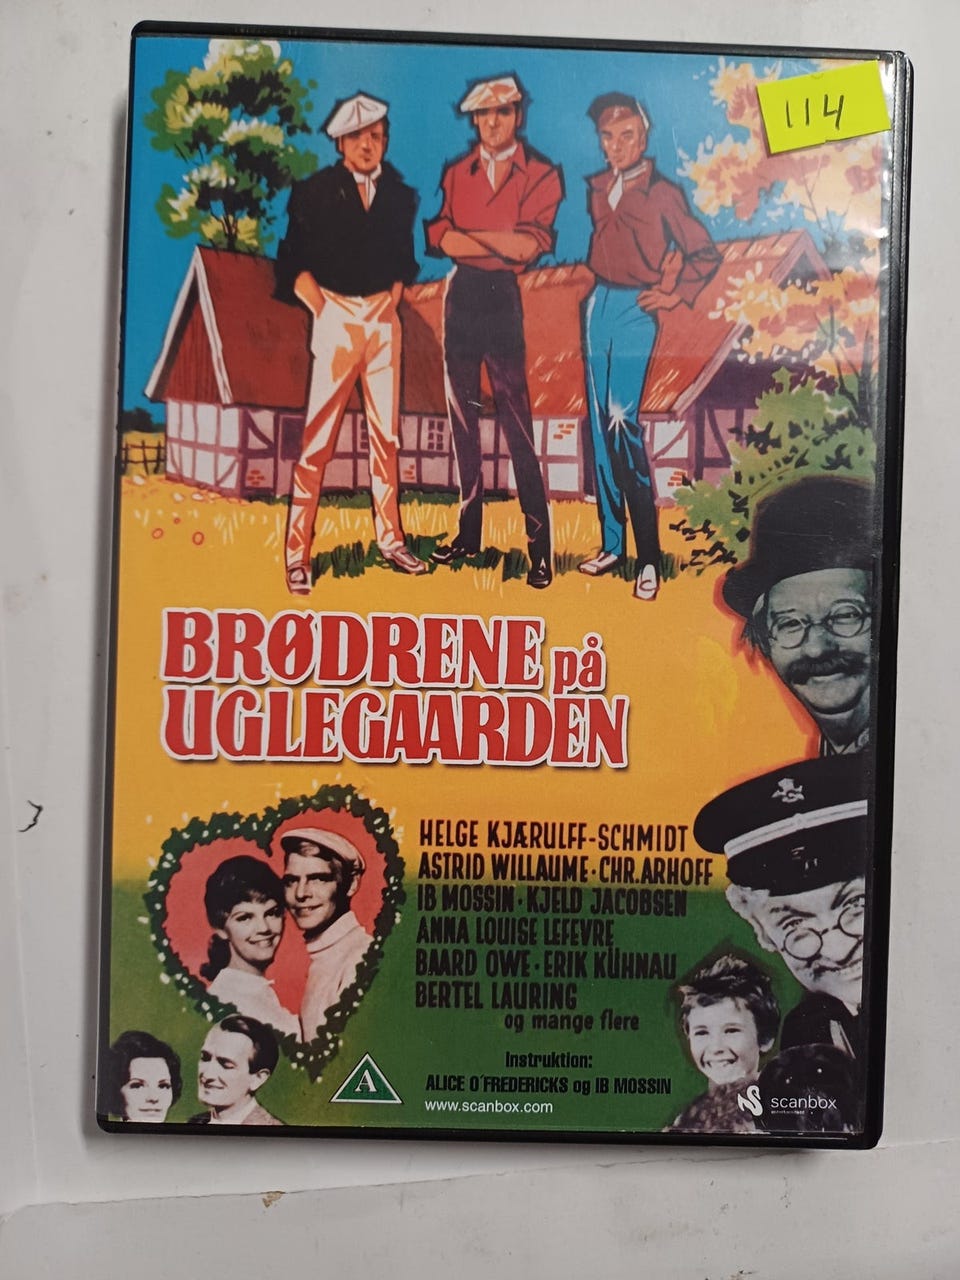 114
BRØDRENE på
UGLEGAARDEN
HELGE KJÆRULFF-SCHMIDT
ASTRID WILLAUME · CHR. ARHOFF
IB MOSSIN · KJELD JACOBSEN
ANNA LOUISE LEFEVRE
BAARD OWE · ERIK KÜHNAU
BERTEL LAURING
og mange flere
Instruktion:
ALICE O'FREDERICKS og IB MOSSIN
A
www.scanbox.com
scanbox